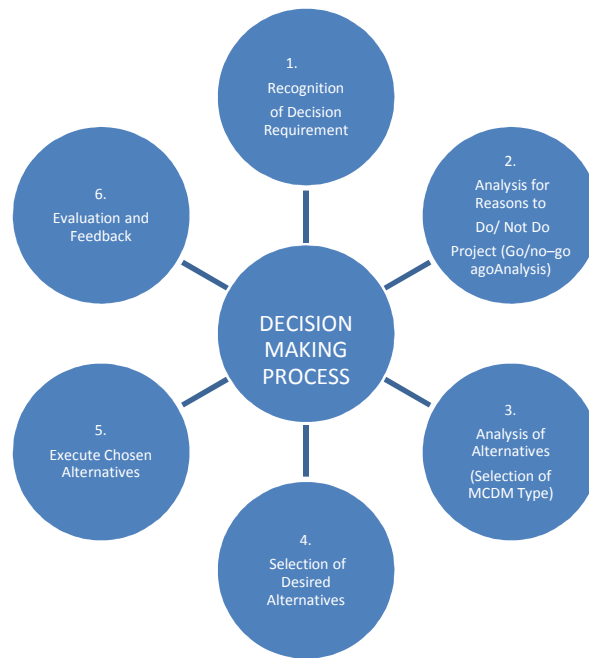 1.
Recognition
of Decision
Requirement
2.
Analysis for
Reasons to
Do/ Not Do
Project (Go/no–go
agoAnalysis)
3.
Analysis of
Alternatives
(Selection of
MCDM Type)
4.
Selection of
Desired
Alternatives
5.
Execute Chosen
Alternatives
6.
Evaluation and
Feedback
DECISION
MAKING
PROCESS